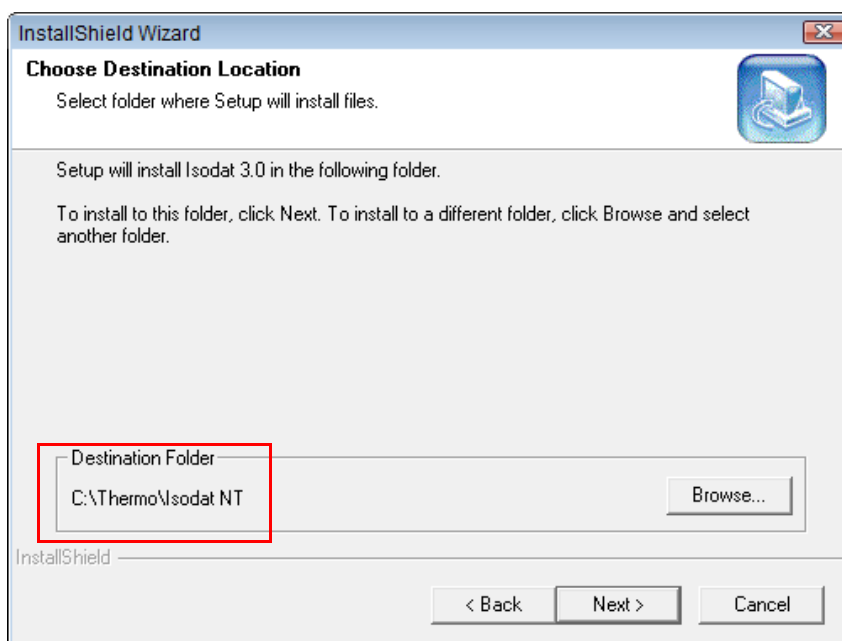 InstallShield Wizard
Choose Destination Location
Select folder where Setup will install files.
Setup will install Isodat 3.0 in the following folder.
To install to this folder, click Next. To install to a different folder, click Browse and select
another folder.
Destination Folder
C:\Thermo\Isodat NT
Browse...
InstallShield
< Back
Next >
Cancel